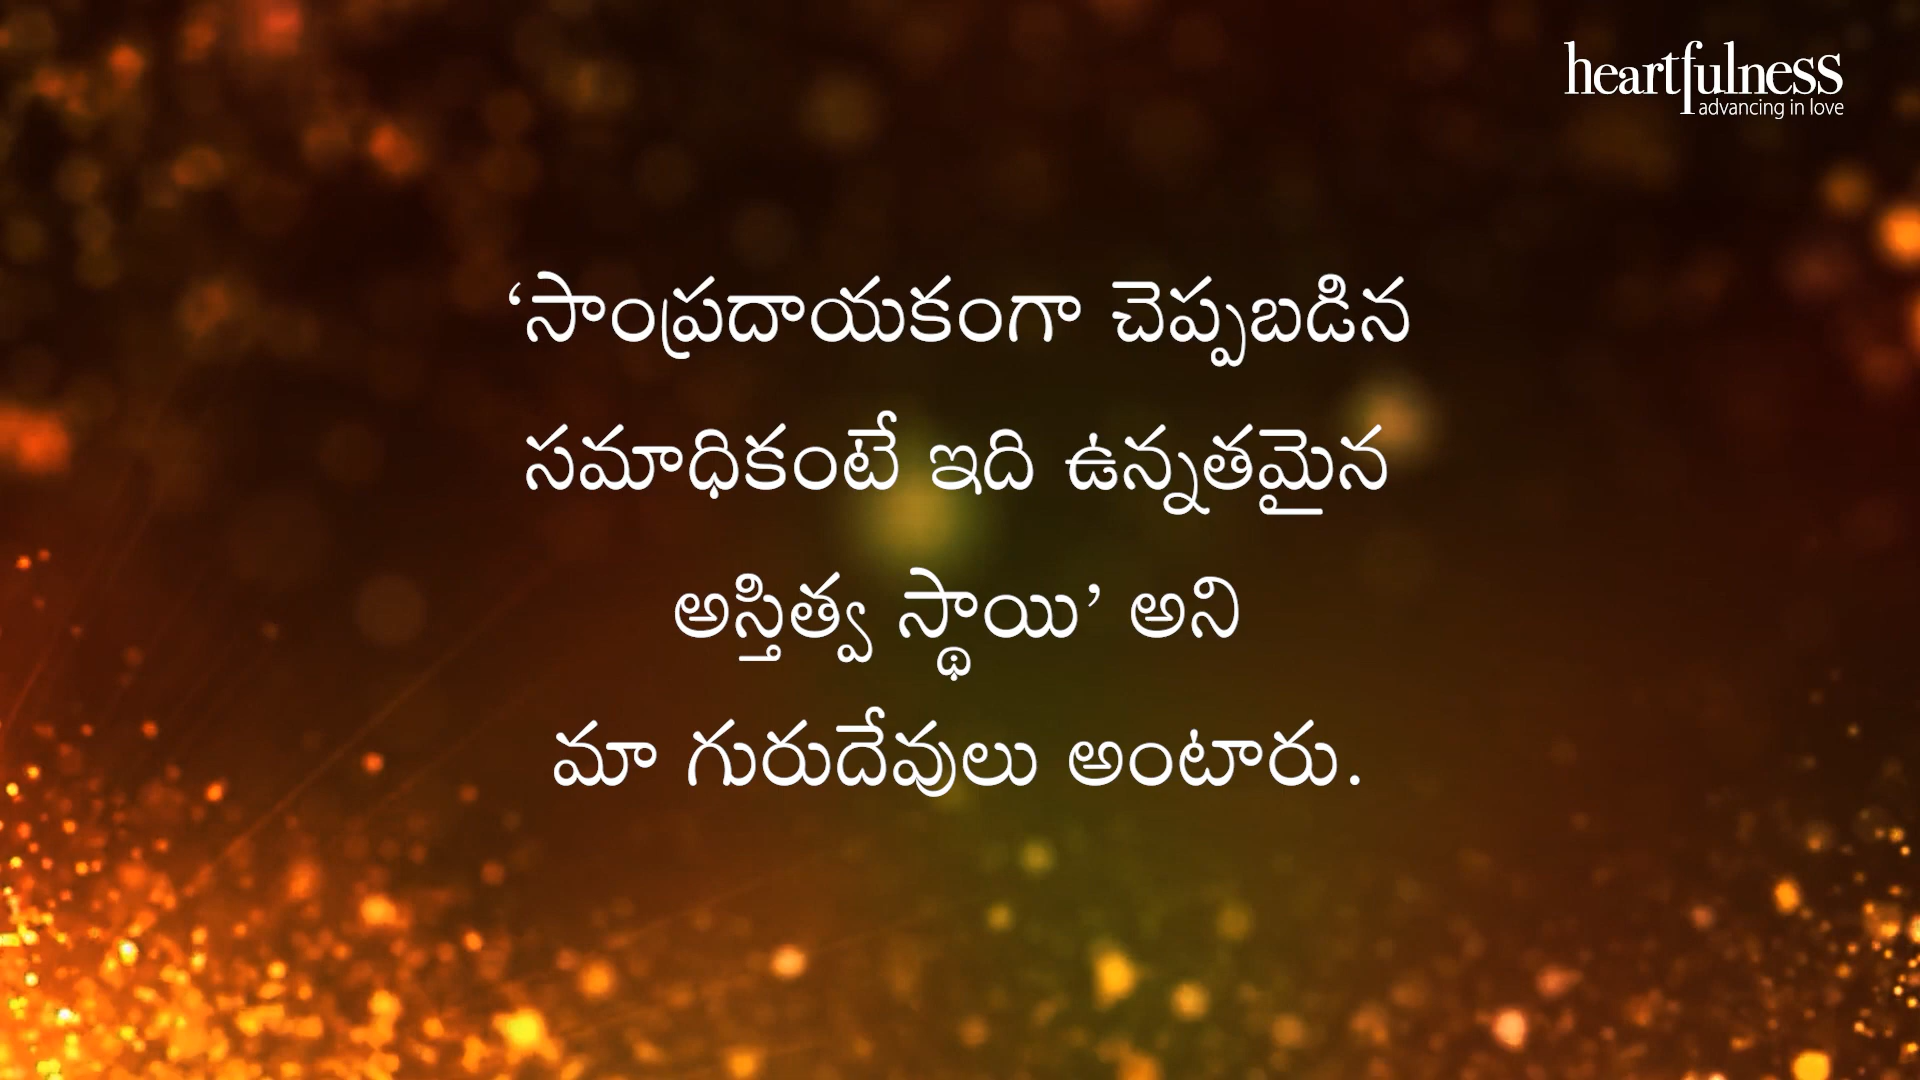 heartfulness
advancing in love
‘సాంప్రదాయకంగా చెప్పబడిన
సమాధికంటే ఇది ఉన్నతమైన
అస్తిత్వ స్థాయి’ అని
మా గురుదేవులు అంటారు.